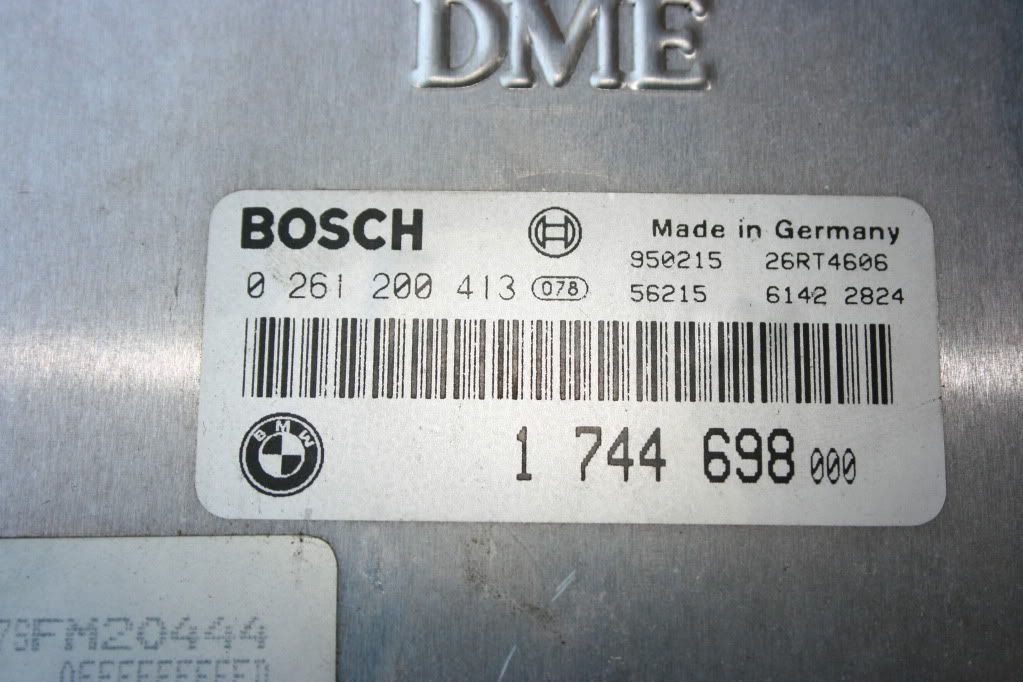 DME
BOSCH
Made in Germany
950215 26RT4606
0 261 200 413 078
56215 6142 2824
BMW
1 744 698 000
FM20444